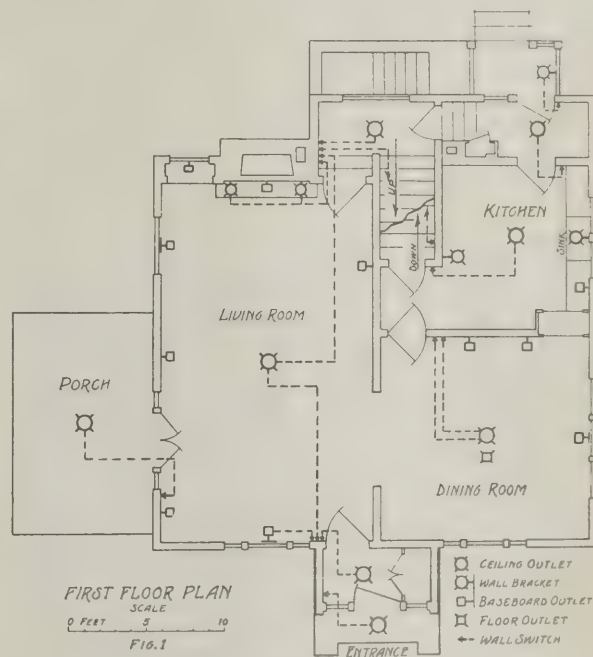 UP
KITCHEN
SINK
DOWN
LIVING ROOM
PORCH
DINING ROOM
FIRST FLOOR PLAN
SCALE
0 FEET 5 10
FIG. 1
CEILING OUTLET
WALL BRACKET
BASEBOARD OUTLET
FLOOR OUTLET
WALL SWITCH
ENTRANCE